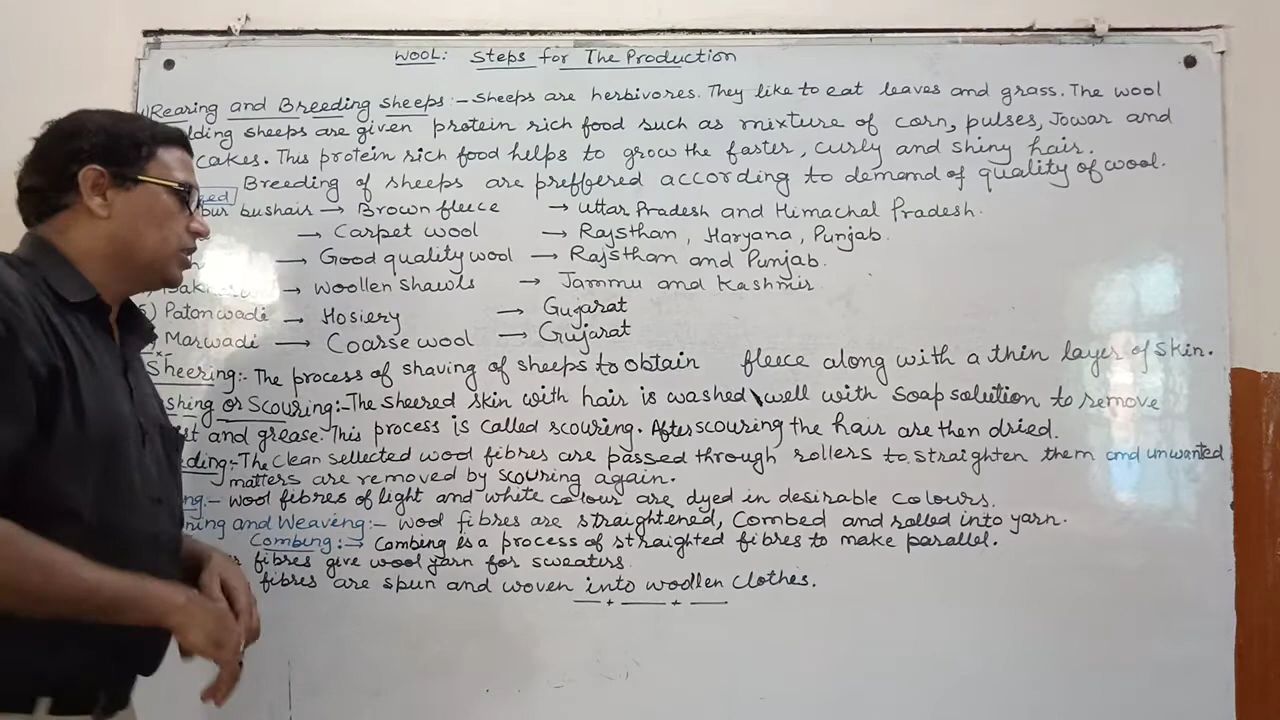 WOOL: Steps for The Production
Rearing and Breeding sheeps:- Sheeps are herbivores. They like to eat leaves and grass. The wool
sheeps are given protein rich food such as mixture of corn, pulses, Jowar and
cakes. This protein rich food helps to grow the faster, curly and shiny hair.
Breeding of sheeps are preffered according to demand of quality of wool.
bushair → Brown fleece → Uttar Pradesh and Himachal Pradesh.
→ Carpet wool → Rajsthan, Haryana, Punjab.
→ Good quality wool → Rajsthan and Punjab.
→ Woollen Shawls → Jammu and Kashmir
5) Patanwadi → Hosiery → Gujarat
Marwadi → Coarse wool → Gujarat
Sheering:- The process of shaving of sheeps to obtain fleece along with a thin layer of skin.
or Scouring:- The sheered skin with hair is washed well with Soap solution to remove
and grease. This process is called scouring. After scouring the hair are then dried.
The clean sellected wool fibres are passed through rollers to straighten them and unwanted
matters are removed by scouring again.
wool fibres of light and white colour are dyed in desirable colours.
and Weaving:- wool fibres are straightened, Combed and rolled into yarn.
Combing:→ Combing is a process of straighted fibres to make parallel.
fibres give wool yarn for sweaters.
fibres are spun and woven into woollen clothes.